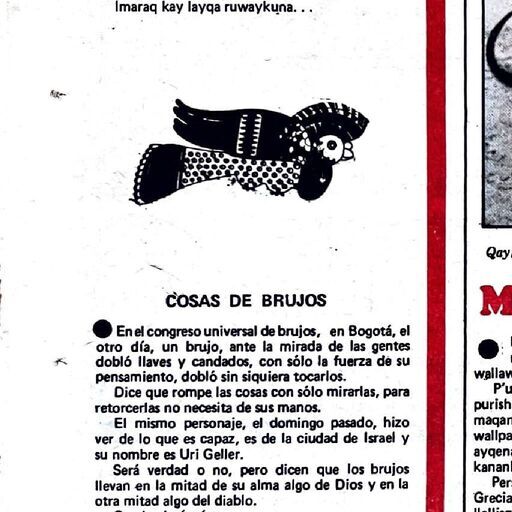 Imaraq kay layqa ruwaykuna...
COSAS DE BRUJOS
En el congreso universal de brujos, en Bogotá, el
otro día, un brujo, ante la mirada de las gentes
dobló llaves y candados, con sólo la fuerza de su
pensamiento, dobló sin siquiera tocarlos.
Dice que rompe las cosas con sólo mirarlas, para
retorcerlas no necesita de sus manos.
El mismo personaje, el domingo pasado, hizo
ver de lo que es capaz, es de la ciudad de Israel y
su nombre es Uri Geller.
Será verdad o no, pero dicen que los brujos
llevan en la mitad de su alma algo de Dios y en la
otra mitad algo del diablo.
M
wallaw
P'u
purish
maqan
wallpa
ayqena
kananl
Pers
Grecia